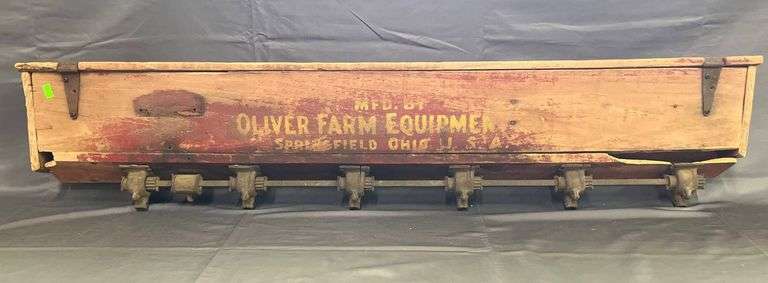 MFD. BY
OLIVER FARM EQUIPMEN
SPRINGFIELD OHIO U.S.A.